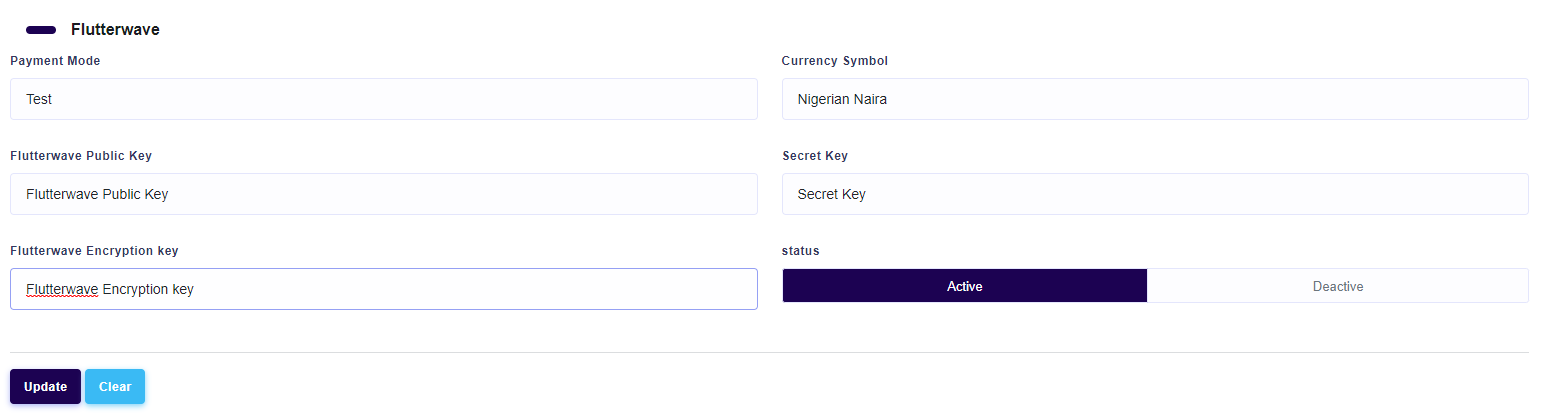 Flutterwave
Payment Mode
Currency Symbol
Test
Nigerian Naira
Flutterwave Public Key
Secret Key
Flutterwave Public Key
Secret Key
Flutterwave Encryption key
status
Flutterwave Encryption key
Active
Deactive
Update
Clear